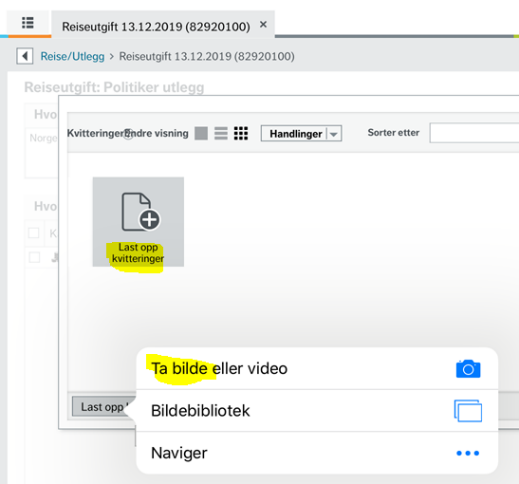 Reiseutgift 13.12.2019 (82920100) ×
Reise/Utlegg > Reiseutgift 13.12.2019 (82920100)
Reiseutgift: Politiker utlegg
Hvo
Norge
Kvitteringer Endre visning Handlinger Sorter etter
Hvo
K
Last opp
kvitteringer
Ta bilde eller video
Last opp
Bildebibliotek
Naviger